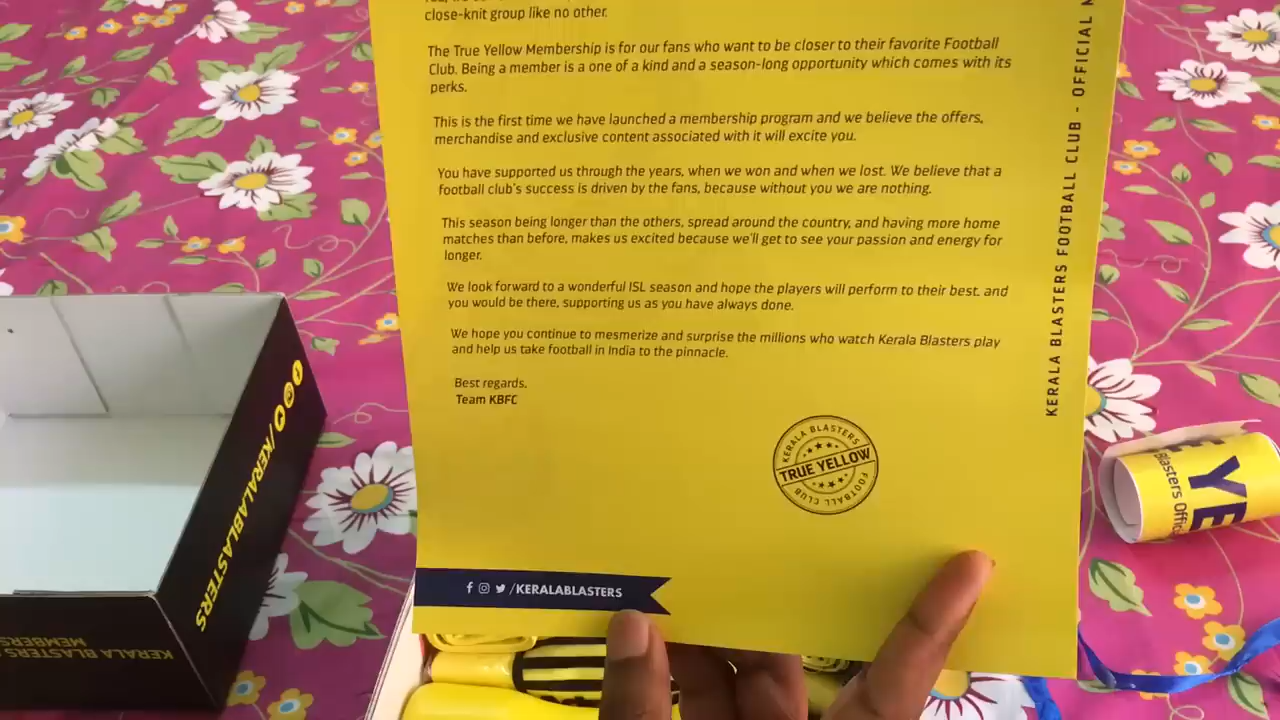 close-knit group like no other.
The True Yellow Membership is for our fans who want to be closer to their favorite Football
Club. Being a member is a one of a kind and a season-long opportunity which comes with its
perks.
This is the first time we have launched a membership program and we believe the offers,
merchandise and exclusive content associated with it will excite you.
You have supported us through the years, when we won and when we lost. We believe that a
football club's success is driven by the fans, because without you we are nothing.
This season being longer than the others, spread around the country, and having more home
matches than before, makes us excited because we'll get to see your passion and energy for
longer.
We look forward to a wonderful ISL season and hope the players will perform to their best, and
you would be there, supporting us as you have always done.
We hope you continue to mesmerize and surprise the millions who watch Kerala Blasters play
and help us take football in India to the pinnacle.
Best regards,
Team KBFC
KERALA BLASTERS
TRUE YELLOW
FOOTBALL CLUB
/KERALABLASTERS
KERALA BLASTERS FOOTBALL CLUB - OFFICIAL
/KERALABLASTERS
KERALA BLASTERS
MEMBERS
YE
Blasters